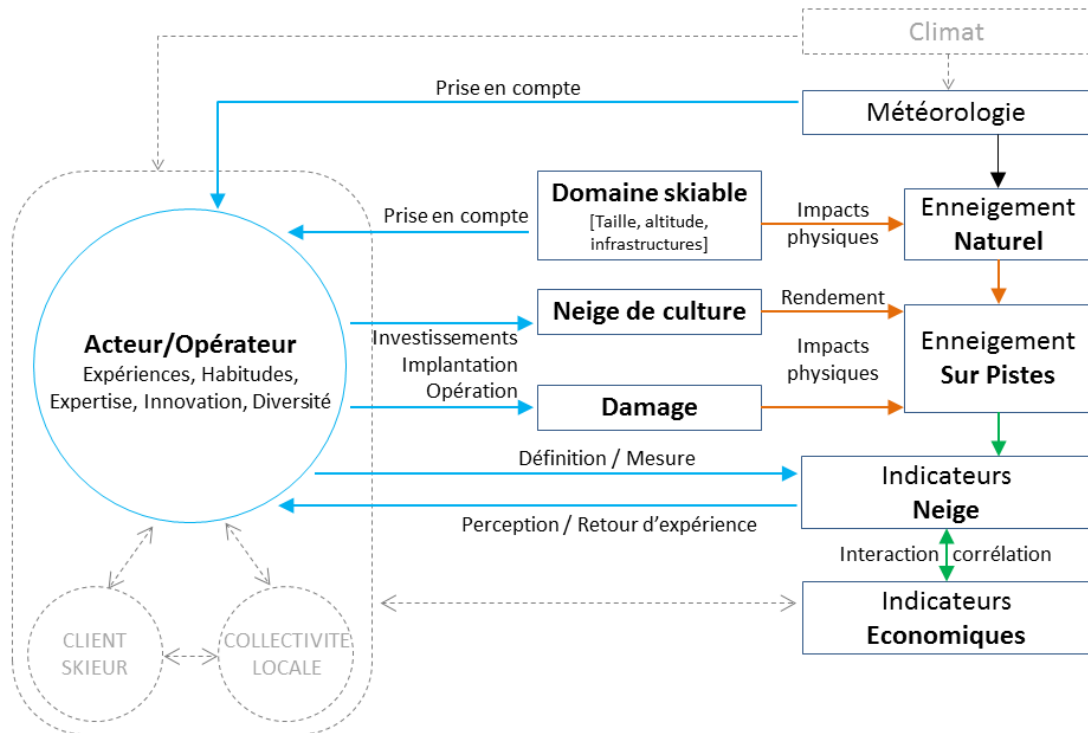 Climat
Prise en compte
Météorologie
Domaine skiable
[Taille, altitude,
infrastructures]
Prise en compte
Impacts
physiques
Enneigement
Naturel
Neige de culture
Rendement
Acteur/Opérateur
Expériences, Habitudes,
Expertise, Innovation, Diversité
Investissements
Implantation
Opération
Impacts
physiques
Enneigement
Sur Pistes
Damage
Définition / Mesure
Indicateurs
Neige
Perception / Retour d’expérience
Interaction corrélation
Indicateurs
Economiques
CLIENT
SKIEUR
COLLECTIVITE
LOCALE